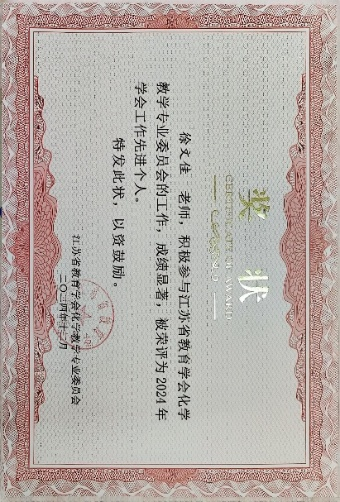 奖 状
CERTIFICATE OF AWARD
徐文佳 老师，积极参与江苏省教育学会化学
教学专业委员会的工作，成绩显著，被荣评为2024年
学会工作先进个人。
特发此状，以资鼓励。
江苏省教育学会化学教学专业委员会
二〇二四年十二月